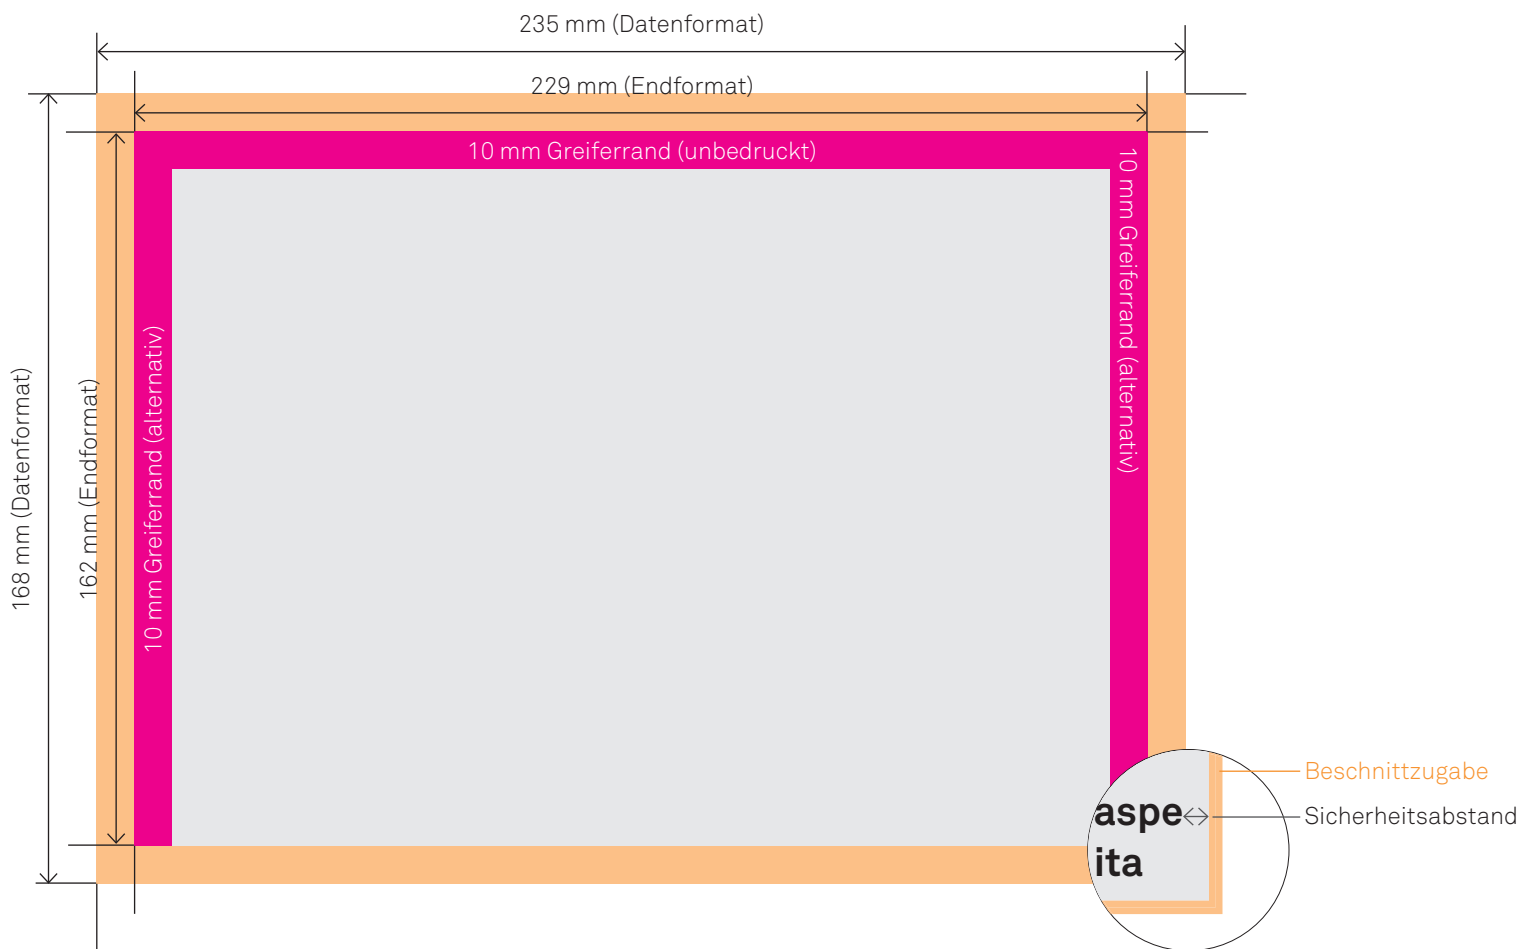 235 mm (Datenformat)
229 mm (Endformat)
10 mm Greiferrand (unbedruckt)
10 mm Greiferrand (alternativ)
10 mm Greiferrand (alternativ)
162 mm (Endformat)
168 mm (Datenformat)
Beschnittzugabe
aspe
Sicherheitsabstand
ita